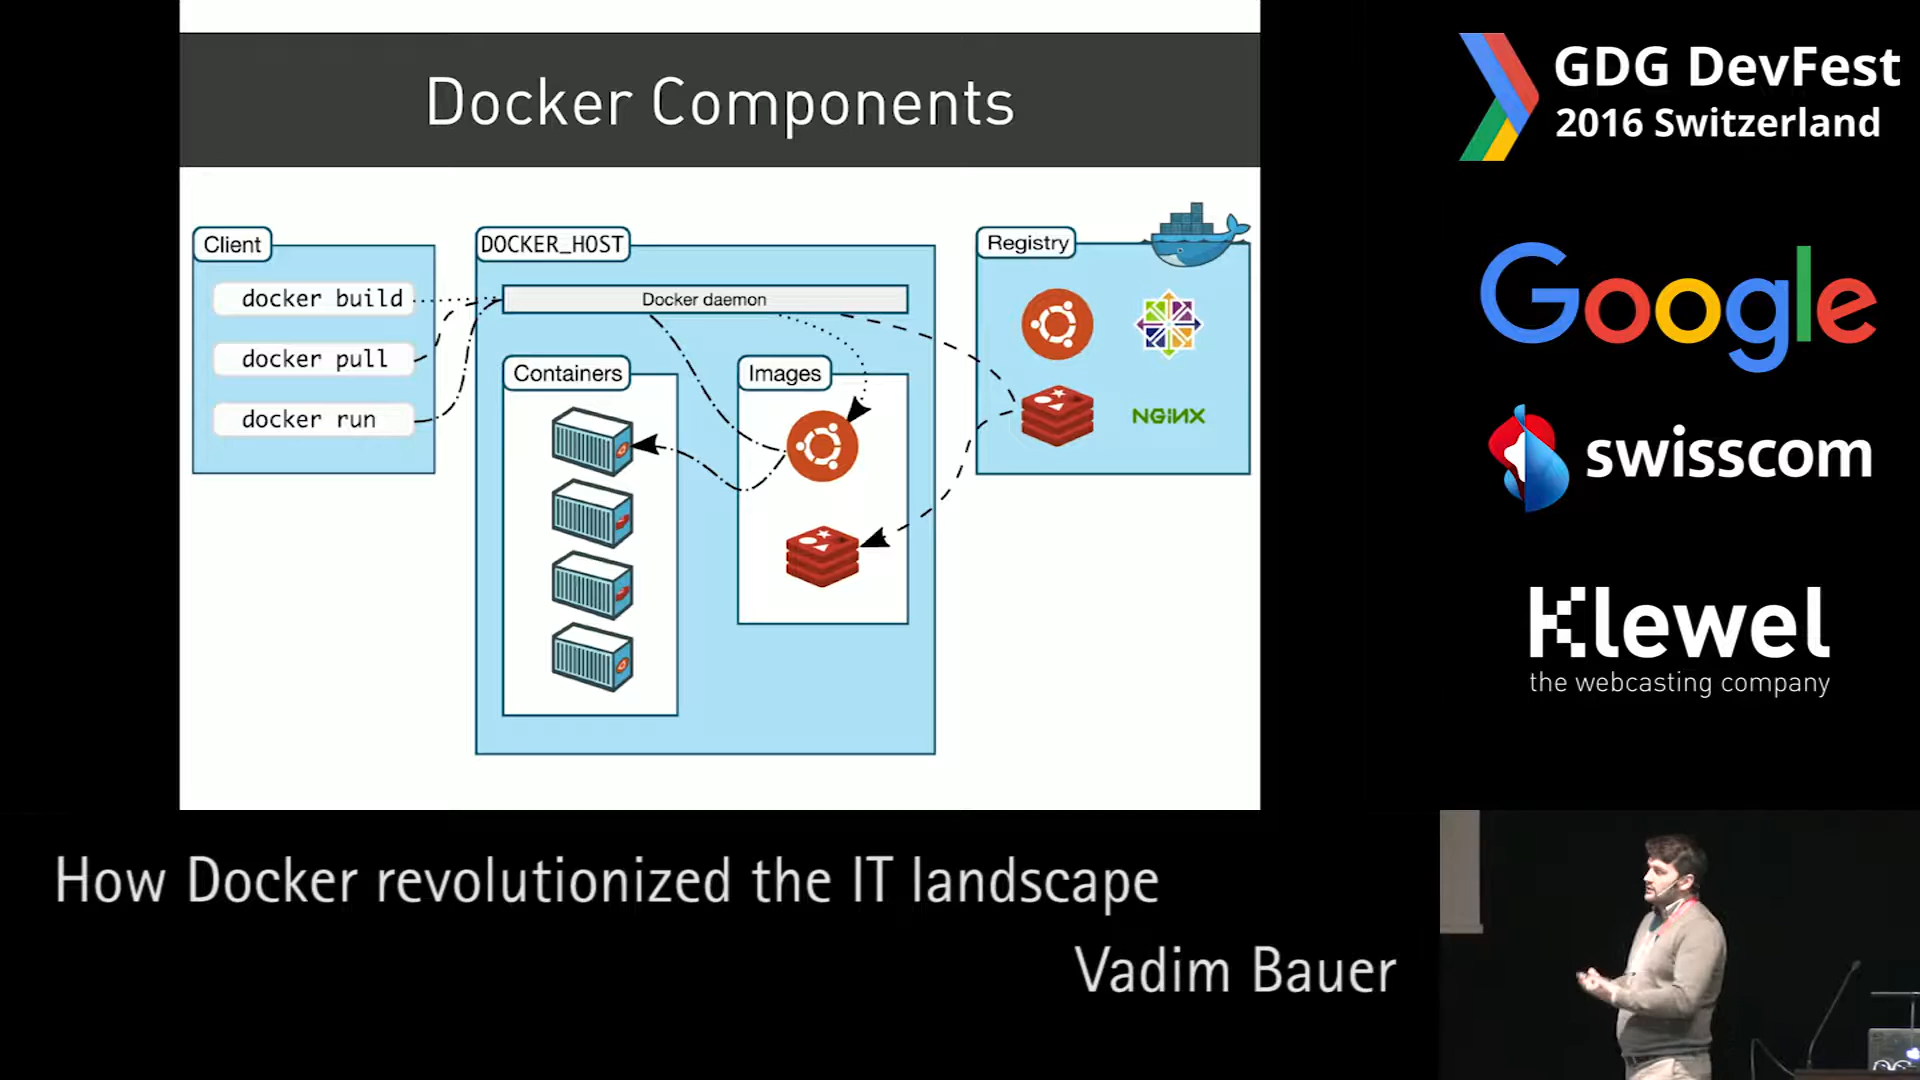 Docker Components
Client
docker build
docker pull
docker run
DOCKER_HOST
Docker daemon
Containers
Images
Registry
NGiNX
GDG DevFest
2016 Switzerland
Google
swisscom
Klewel
the webcasting company
How Docker revolutionized the IT landscape
Vadim Bauer